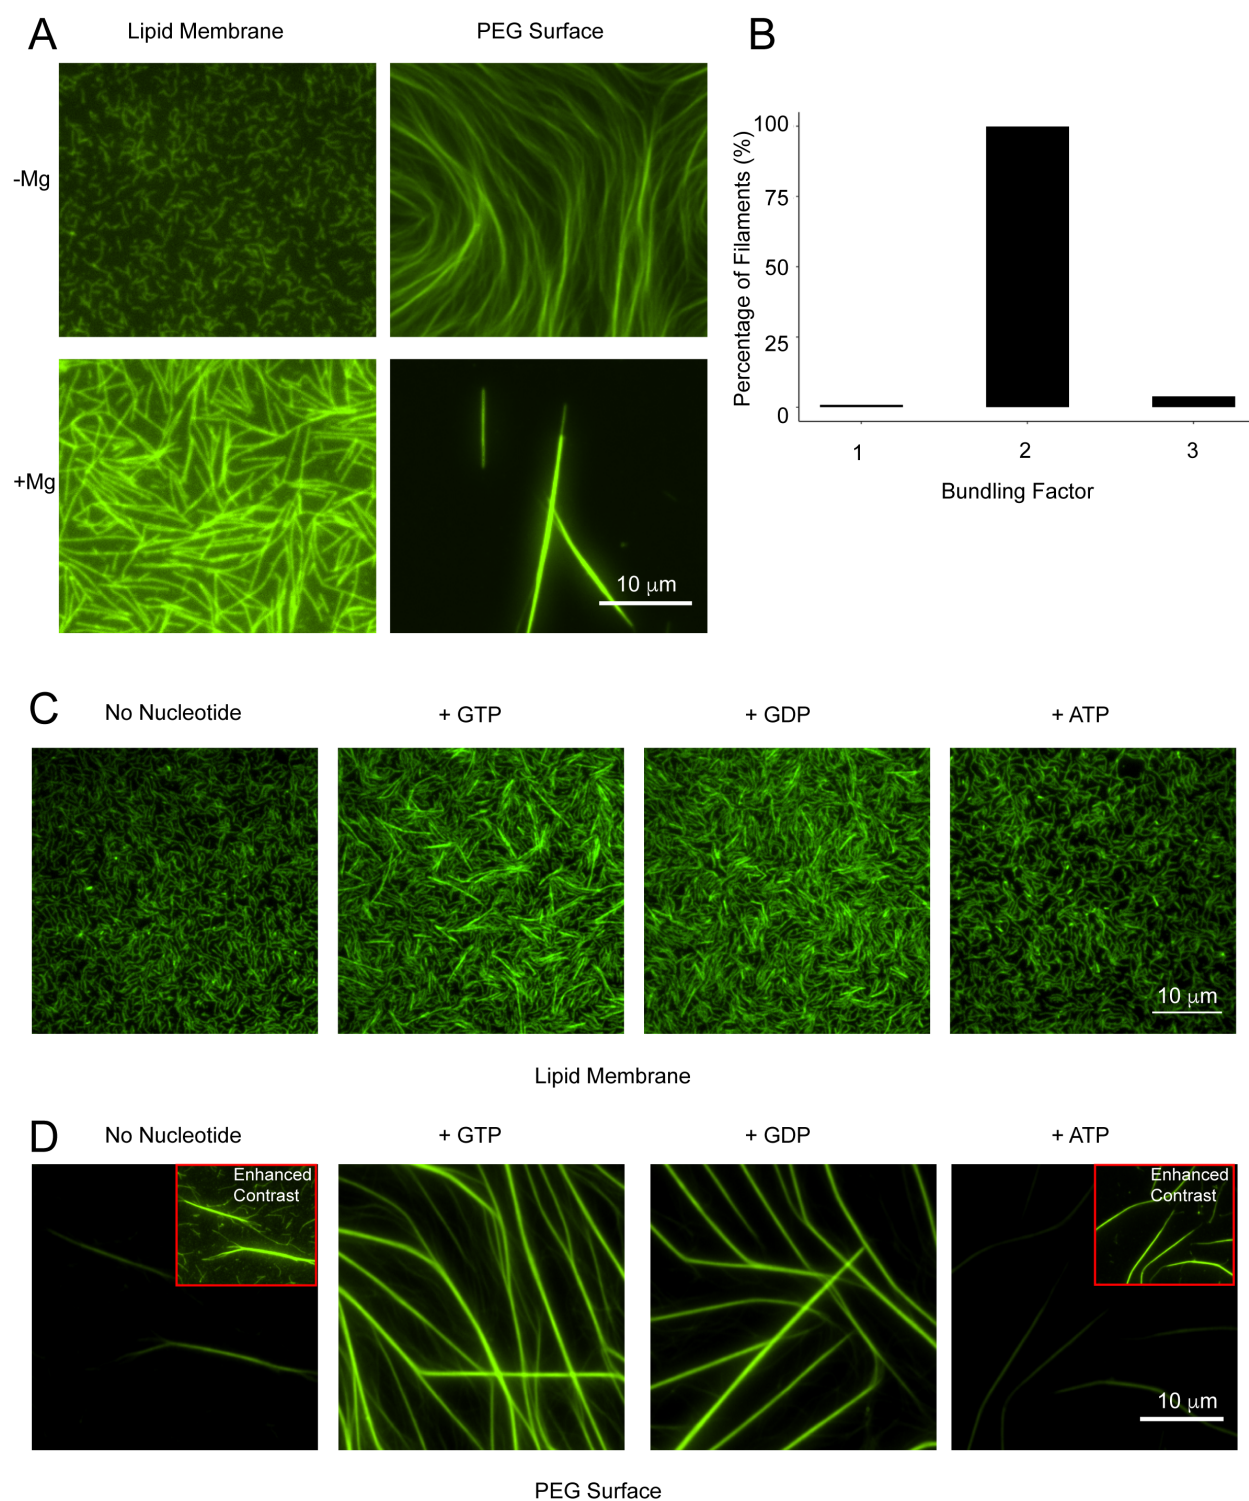 A
Lipid Membrane
PEG Surface
-Mg
+Mg
10 μm
B
Percentage of Filaments (%)
100
75
50
25
0
1
2
3
Bundling Factor
C
No Nucleotide
+ GTP
+ GDP
+ ATP
10 μm
Lipid Membrane
D
No Nucleotide
+ GTP
+ GDP
+ ATP
Enhanced
Contrast
Enhanced
Contrast
10 μm
PEG Surface